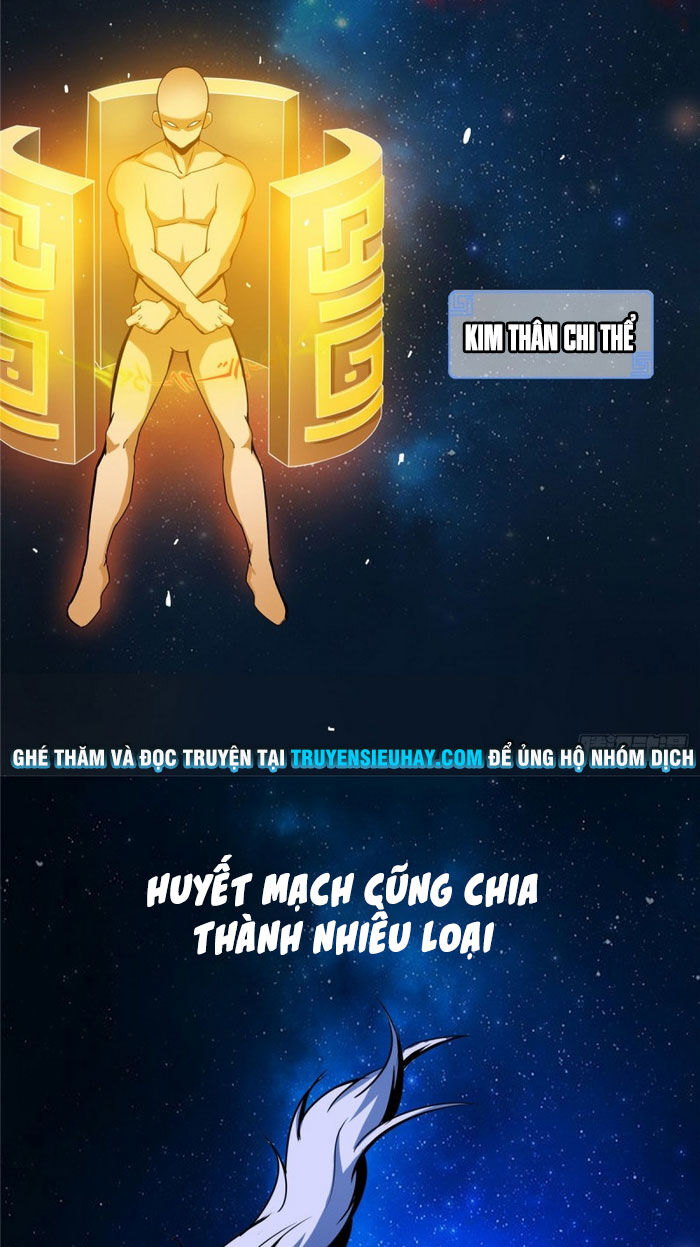 KIM THÂN CHI THỂ
GHÉ THĂM VÀ ĐỌC TRUYỆN TẠI TRUYENSIEUHAY.COM ĐỂ ỦNG HỘ NHÓM DỊCH
HUYẾT MẠCH CŨNG CHIA
THÀNH NHIỀU LOẠI